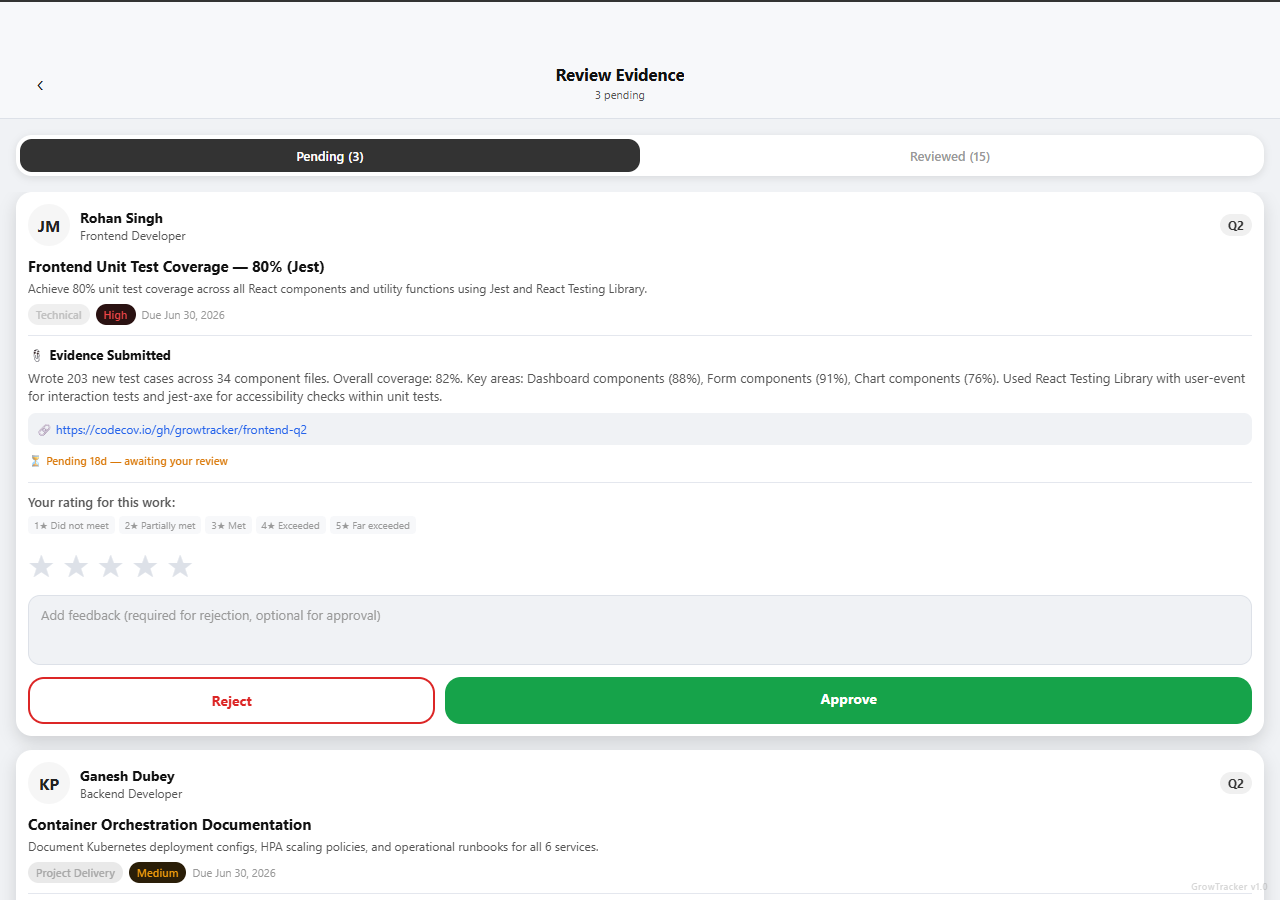 Review Evidence
3 pending
Pending (3)
Reviewed (15)
JM
Rohan Singh
Frontend Developer
Q2
Frontend Unit Test Coverage — 80% (Jest)
Achieve 80% unit test coverage across all React components and utility functions using Jest and React Testing Library.
Technical High Due Jun 30, 2026
Evidence Submitted
Wrote 203 new test cases across 34 component files. Overall coverage: 82%. Key areas: Dashboard components (88%), Form components (91%), Chart components (76%). Used React Testing Library with user-event
for interaction tests and jest-axe for accessibility checks within unit tests.
https://codecov.io/gh/growtracker/frontend-q2
Pending 18d — awaiting your review
Your rating for this work:
1★ Did not meet 2★ Partially met 3★ Met 4★ Exceeded 5★ Far exceeded
Add feedback (required for rejection, optional for approval)
Reject
Approve
KP
Ganesh Dubey
Backend Developer
Q2
Container Orchestration Documentation
Document Kubernetes deployment configs, HPA scaling policies, and operational runbooks for all 6 services.
Project Delivery Medium Due Jun 30, 2026
GrowTracker v1.0